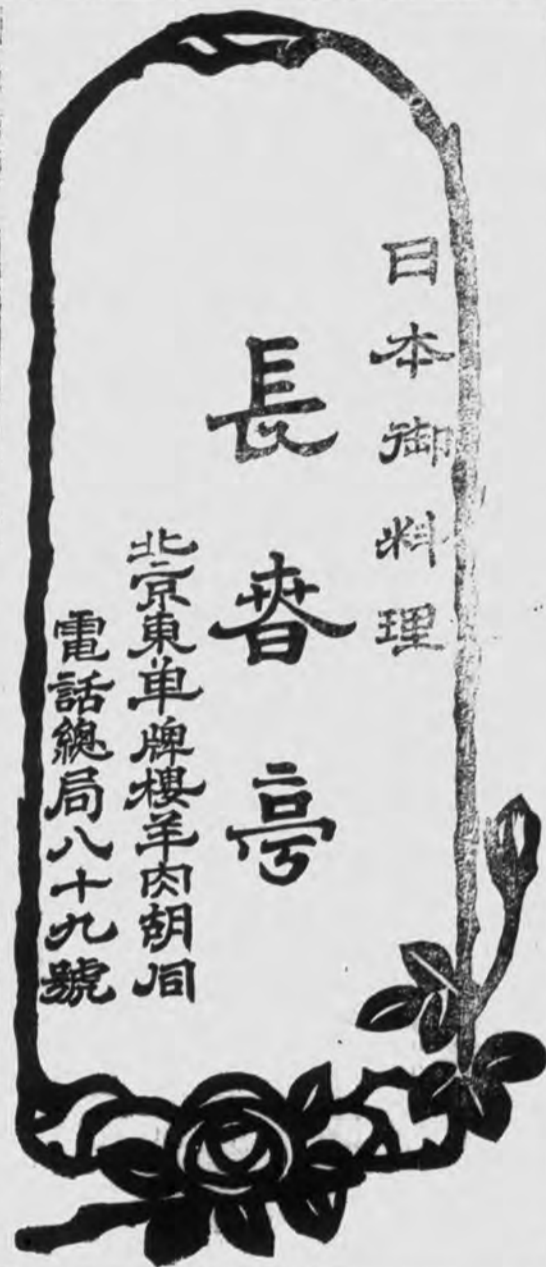 日本御料理
長春亭
北京東單牌樓羊肉胡同
電話總局八十九號